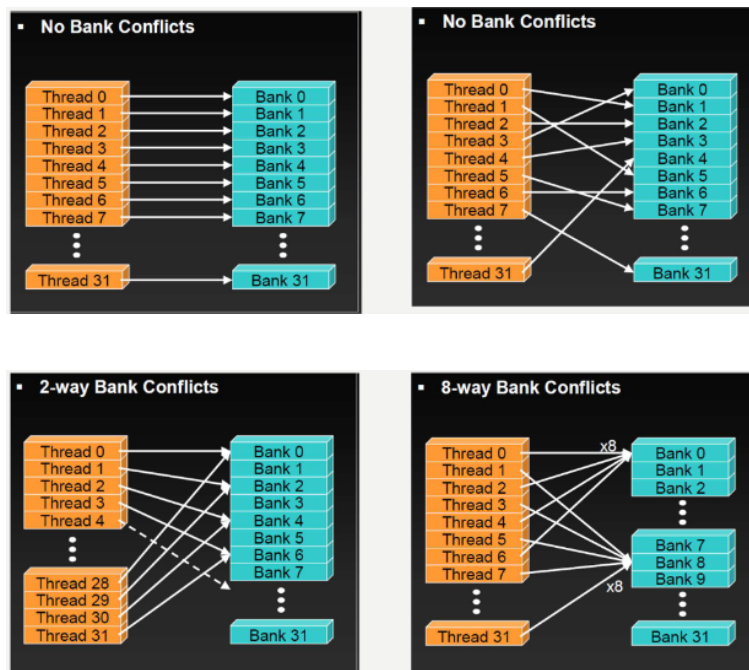 ▪ No Bank Conflicts
Thread 0
Thread 1
Thread 2
Thread 3
Thread 4
Thread 5
Thread 6
Thread 7
Thread 31
Bank 0
Bank 1
Bank 2
Bank 3
Bank 4
Bank 5
Bank 6
Bank 7
Bank 31
▪ No Bank Conflicts
Thread 0
Thread 1
Thread 2
Thread 3
Thread 4
Thread 5
Thread 6
Thread 7
Thread 31
Bank 0
Bank 1
Bank 2
Bank 3
Bank 4
Bank 5
Bank 6
Bank 7
Bank 31
▪ 2-way Bank Conflicts
Thread 0
Thread 1
Thread 2
Thread 3
Thread 4
Thread 28
Thread 29
Thread 30
Thread 31
Bank 0
Bank 1
Bank 2
Bank 3
Bank 4
Bank 5
Bank 6
Bank 7
Bank 31
▪ 8-way Bank Conflicts
Thread 0
Thread 1
Thread 2
Thread 3
Thread 4
Thread 5
Thread 6
Thread 7
Thread 31
x8
x8
Bank 0
Bank 1
Bank 2
Bank 7
Bank 8
Bank 9
Bank 31